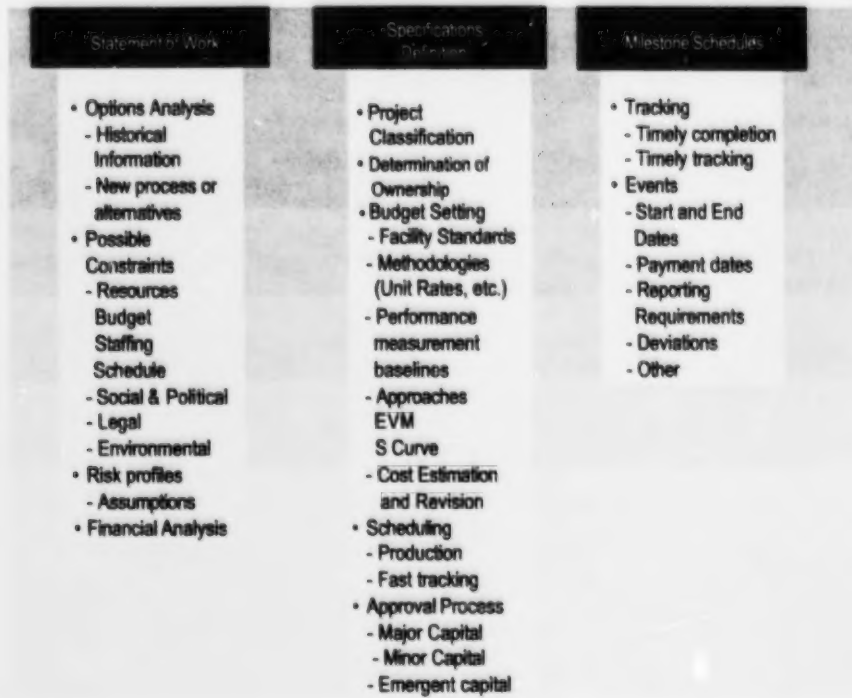 Statement of Work
• Options Analysis
- Historical
Information
- New process or
alternatives
• Possible
Constraints
- Resources
Budget
Staffing
Schedule
- Social & Political
- Legal
- Environmental
• Risk profiles
- Assumptions
• Financial Analysis
Specifications
Definition
• Project
Classification
• Determination of
Ownership
• Budget Setting
- Facility Standards
- Methodologies
(Unit Rates, etc.)
- Performance
measurement
baselines
- Approaches
EVM
S Curve
- Cost Estimation
and Revision
• Scheduling
- Production
- Fast tracking
• Approval Process
- Major Capital
- Minor Capital
- Emergent capital
Milestone Schedules
• Tracking
- Timely completion
- Timely tracking
• Events
- Start and End
Dates
- Payment dates
- Reporting
Requirements
- Deviations
- Other